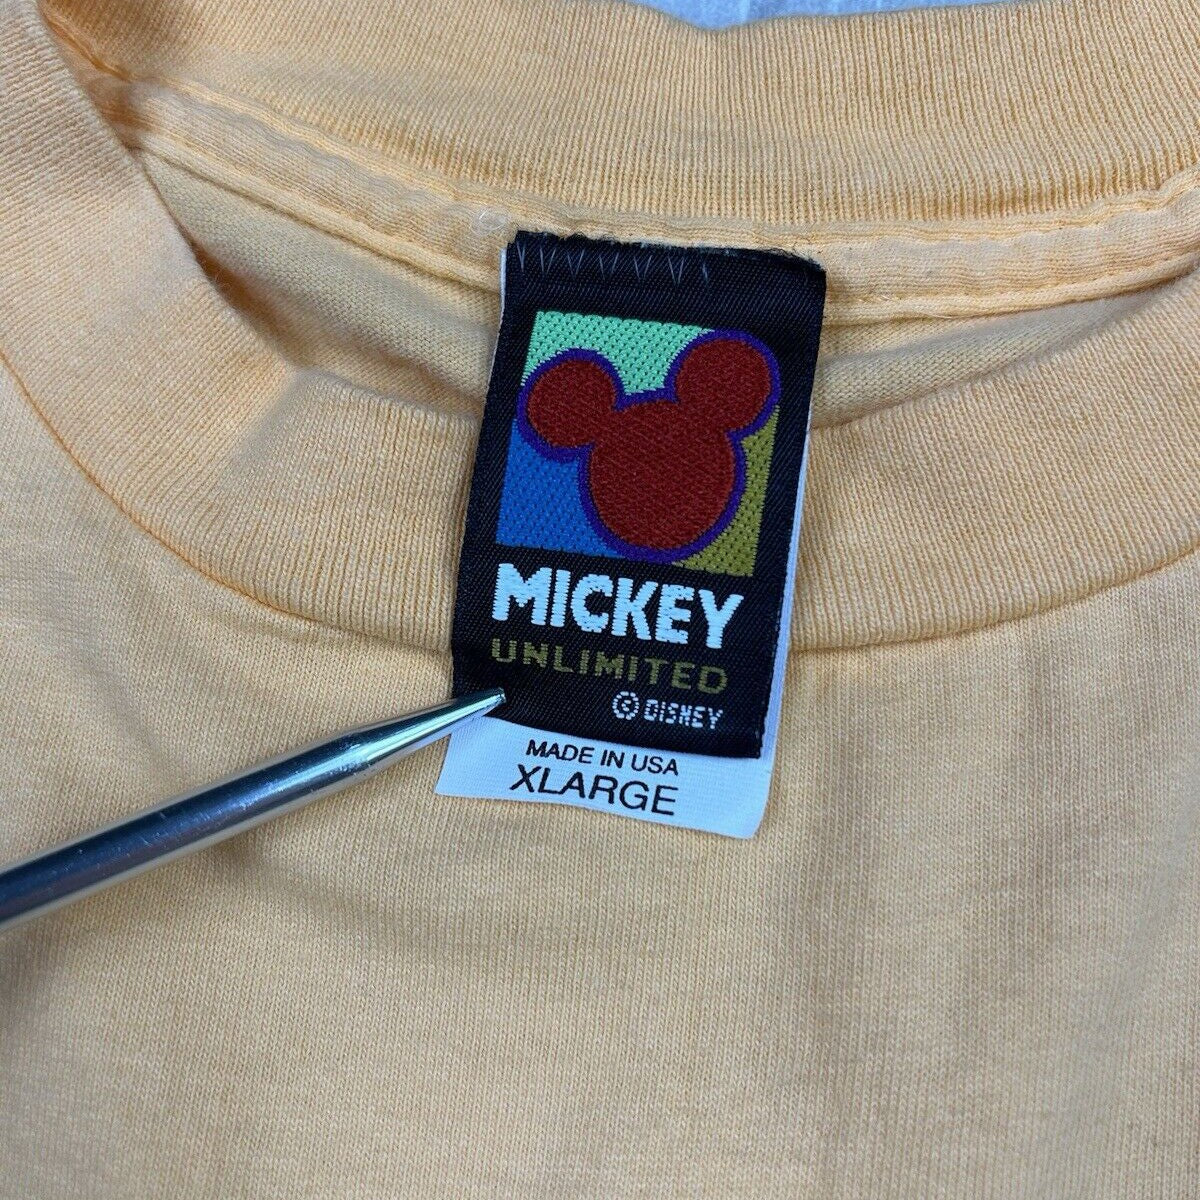 MICKEY
UNLIMITED
© DISNEY
MADE IN USA
XLARGE